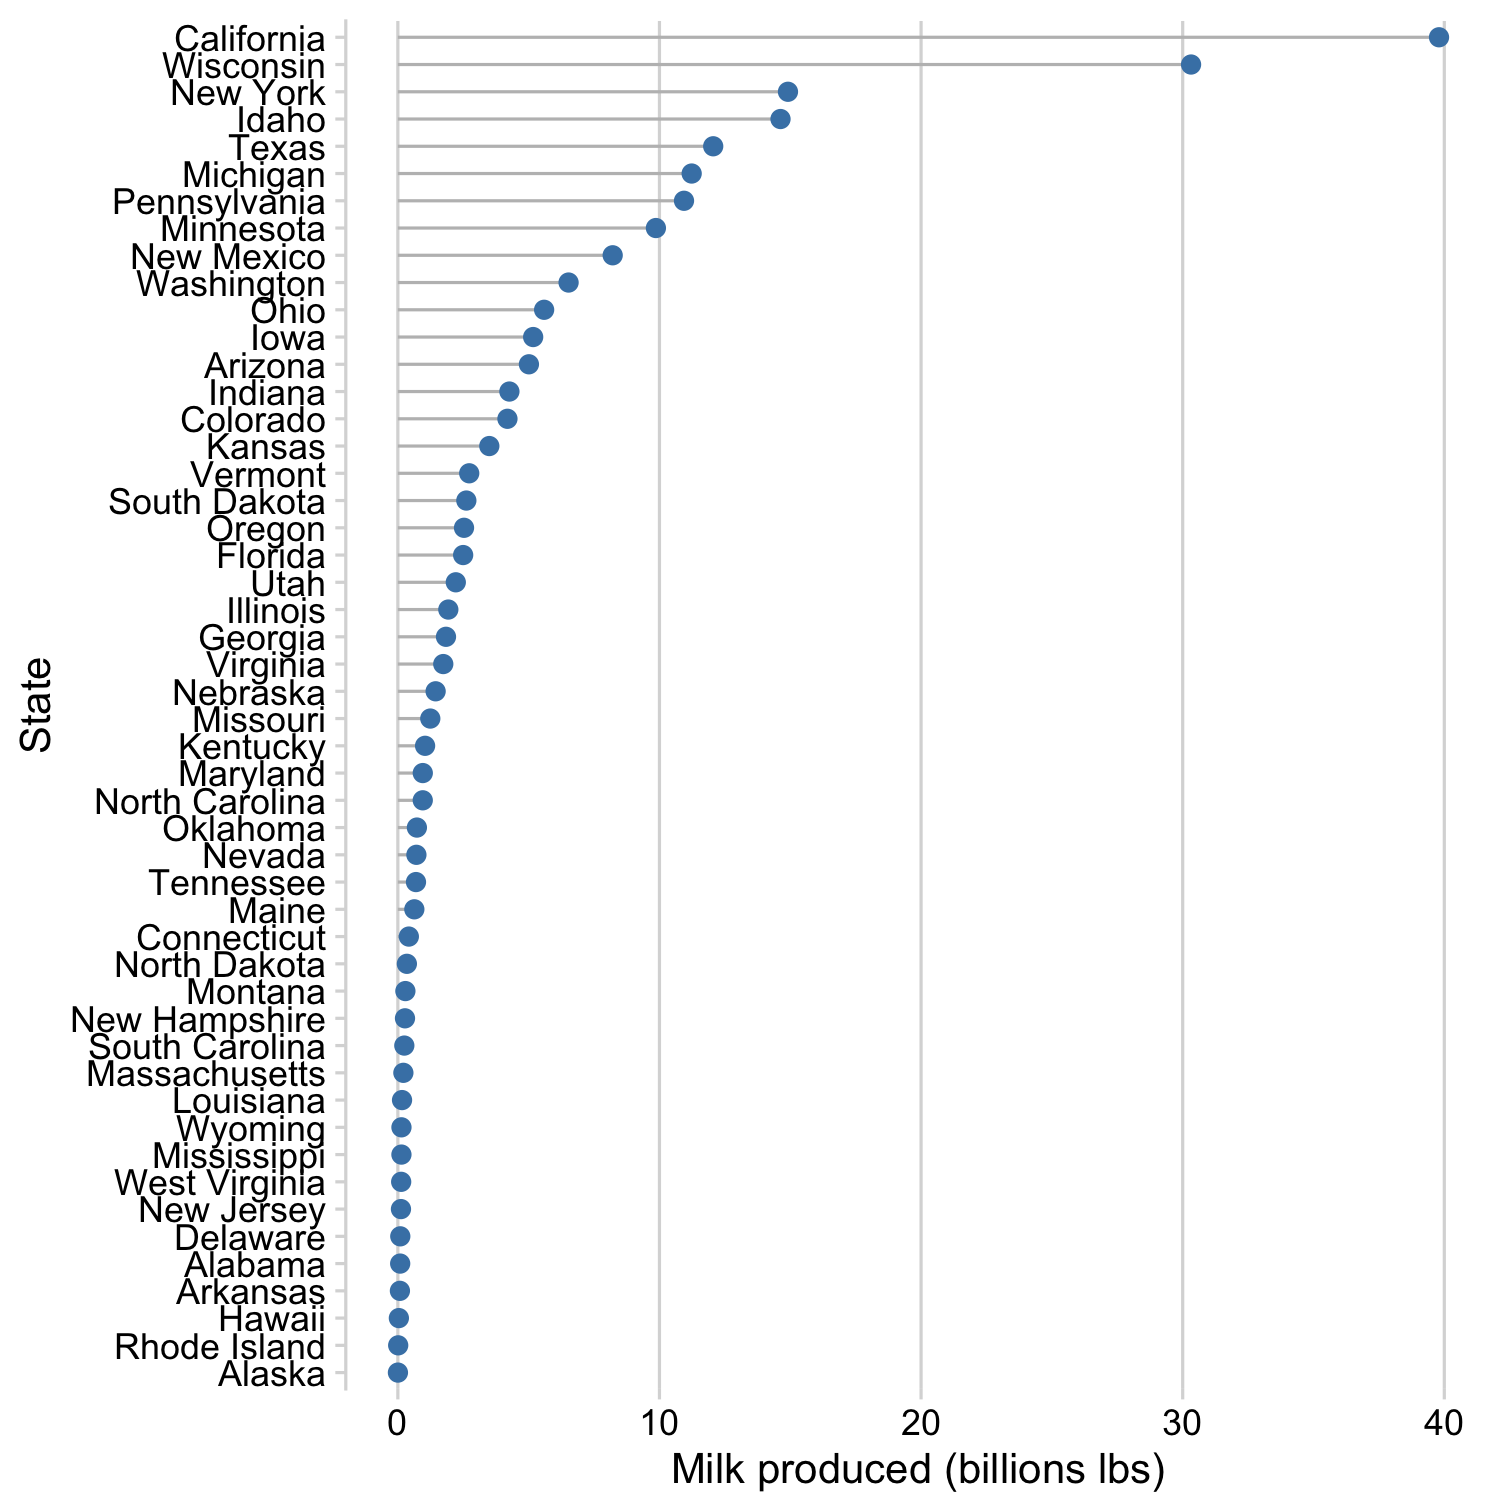 California
Wisconsin
New York
Idaho
Texas
Michigan
Pennsylvania
Minnesota
New Mexico
Washington
Ohio
Iowa
Arizona
Indiana
Colorado
Kansas
Vermont
South Dakota
Oregon
Florida
Utah
Illinois
Georgia
Virginia
Nebraska
Missouri
Kentucky
Maryland
North Carolina
Oklahoma
Nevada
Tennessee
Maine
Connecticut
North Dakota
Montana
New Hampshire
South Carolina
Massachusetts
Louisiana
Wyoming
Mississippi
West Virginia
New Jersey
Delaware
Alabama
Arkansas
Hawaii
Rhode Island
Alaska
State
0 10 20 30 40
Milk produced (billions lbs)